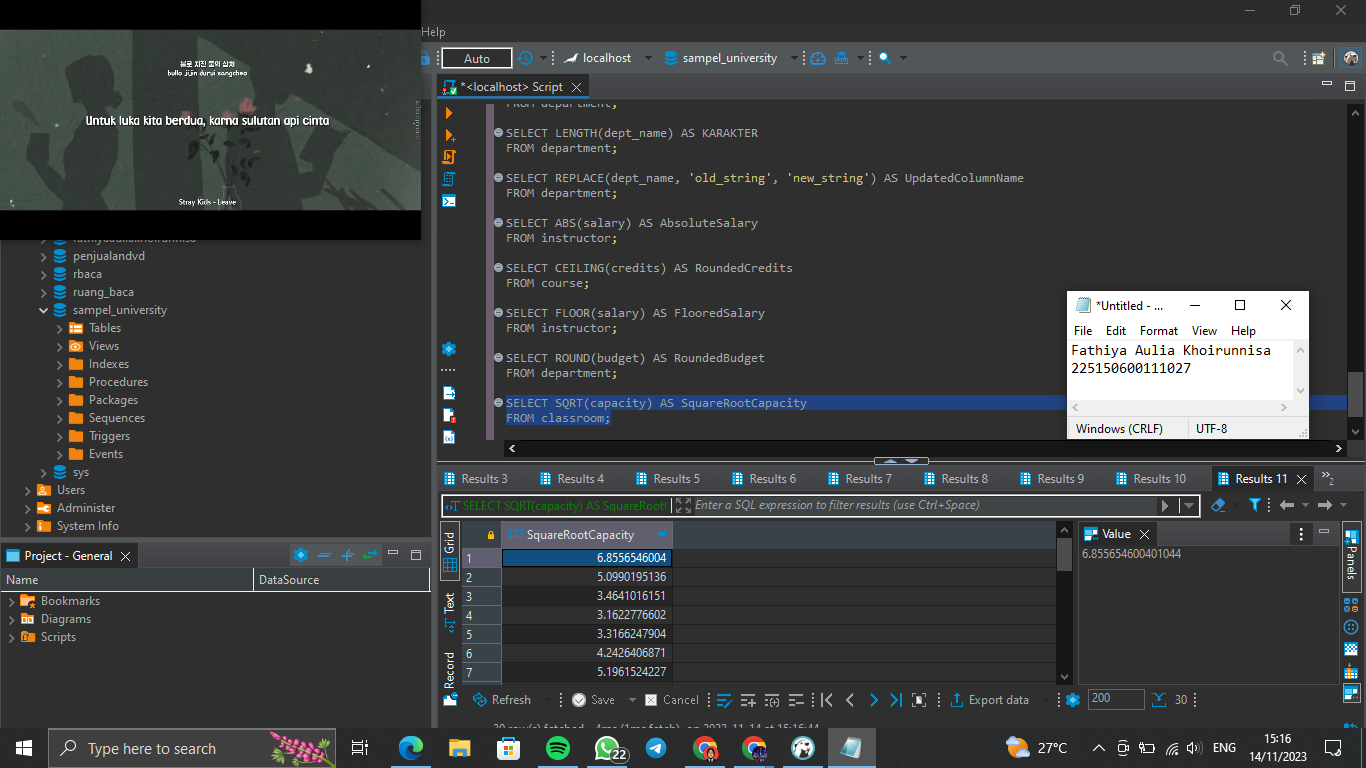 Help
불로 지진 둘의 상처
bullo jijin durui sangcheo
Untuk luka kita berdua, karna sulutan api cinta
Stray Kids - Leave
Auto
localhost
sampel_university
*<localhost> Script
FROM department;
SELECT LENGTH(dept_name) AS KARAKTER
FROM department;
SELECT REPLACE(dept_name, 'old_string', 'new_string') AS UpdatedColumnName
FROM department;
SELECT ABS(salary) AS AbsoluteSalary
FROM instructor;
SELECT CEILING(credits) AS RoundedCredits
FROM course;
SELECT FLOOR(salary) AS FlooredSalary
FROM instructor;
SELECT ROUND(budget) AS RoundedBudget
FROM department;
SELECT SQRT(capacity) AS SquareRootCapacity
FROM classroom;
*Untitled - ...
File Edit Format View Help
Fathiya Aulia Khoirunnisa
225150600111027
Windows (CRLF) UTF-8
fathiyaauliakhoirunnisa
penjualandvd
rbaca
ruang_baca
sampel_university
Tables
Views
Indexes
Procedures
Packages
Sequences
Triggers
Events
sys
Users
Administer
System Info
Project - General
Name DataSource
Bookmarks
Diagrams
Scripts
Results 3 Results 4 Results 5 Results 6 Results 7 Results 8 Results 9 Results 10 Results 11 »2
SELECT SQRT(capacity) AS SquareRoot
Enter a SQL expression to filter results (use Ctrl+Space)
Grid
Text
Record
123 SquareRootCapacity
1 6.8556546004
2 5.0990195136
3 3.4641016151
4 3.1622776602
5 3.3166247904
6 4.2426406871
7 5.1961524227
Value
6.855654600401044
Panels
Refresh Save Cancel Export data 200 30
Type here to search
22
27°C
ENG
15:16
14/11/2023